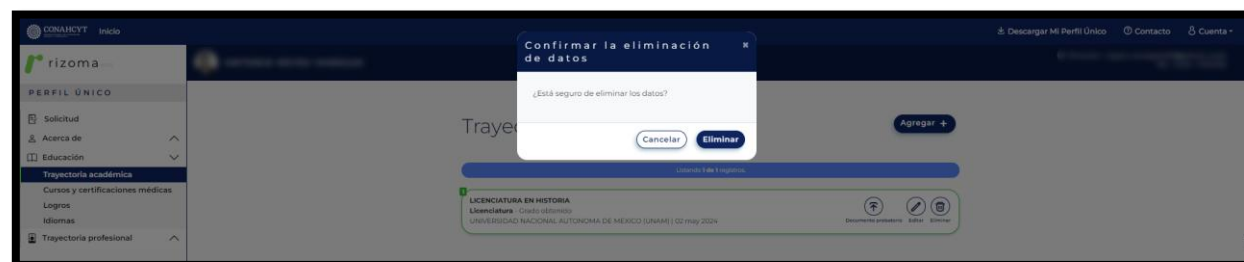 CONAHCYT Inicio
Descargar Mi Perfil Único Contacto Cuenta
Confirmar la eliminación
de datos
rizoma
PERFIL ÚNICO
¿Está seguro de eliminar los datos?
Solicitud
Traye
Agregar +
Acerca de
Cancelar Eliminar
Educación
Trayectoria académica
Listando 1 de 1 registros.
Cursos y certificaciones médicas
Logros
Idiomas
Trayectoria profesional
1
LICENCIATURA EN HISTORIA
Licenciatura - Grado obtenido
UNIVERSIDAD NACIONAL AUTONOMA DE MEXICO (UNAM) | 02 may 2024
Documento probatorio Editar Eliminar